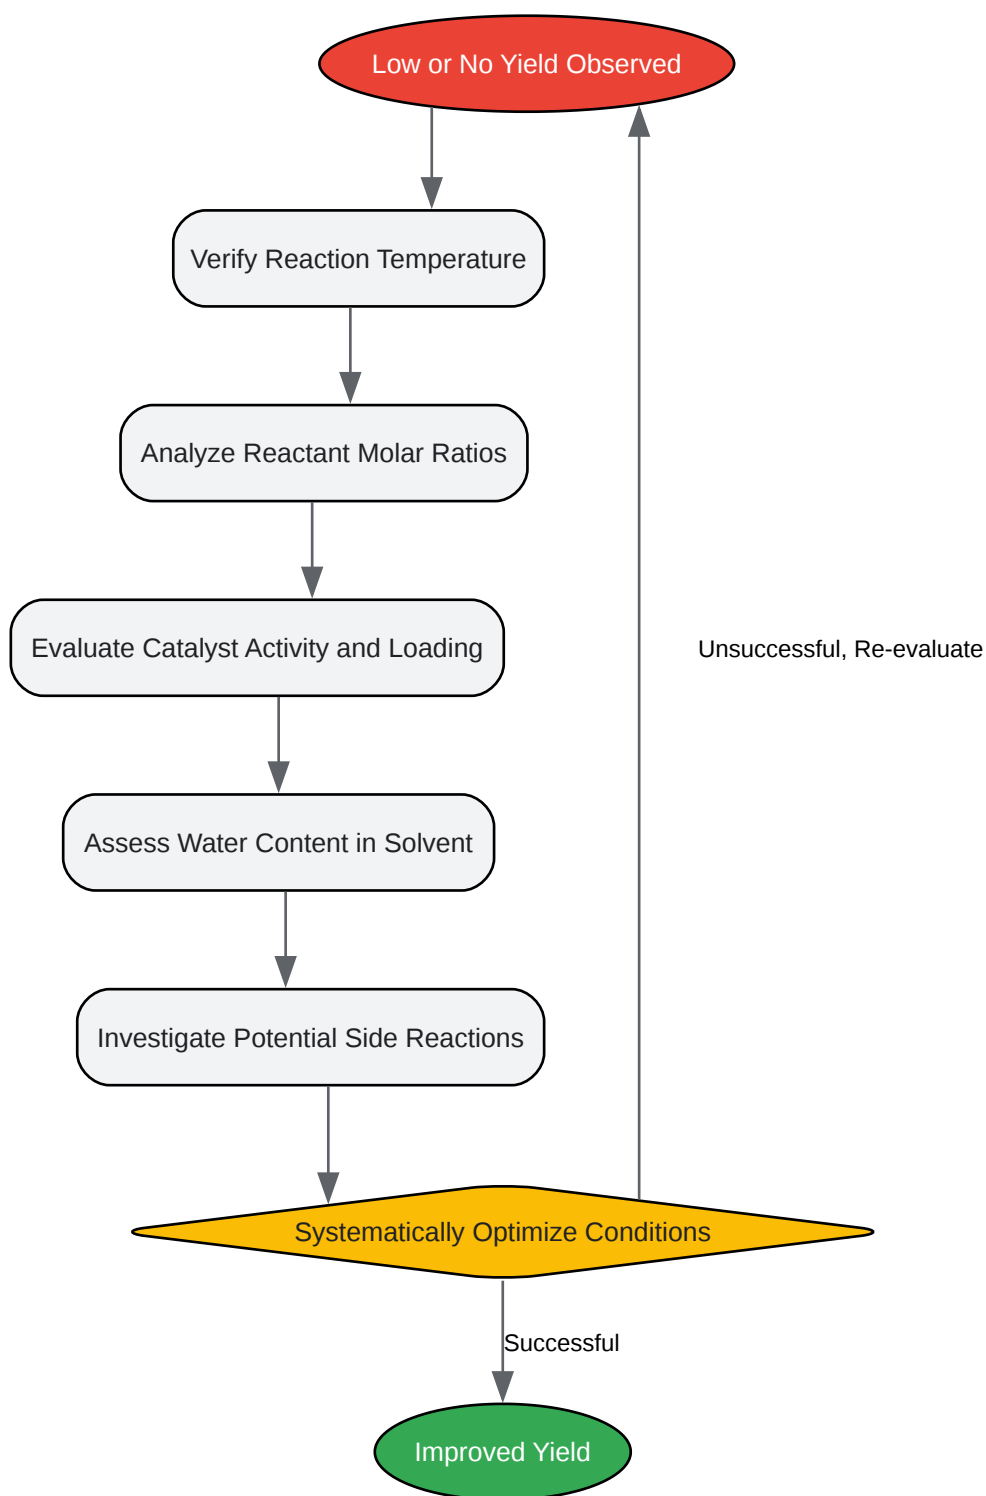 Low or No Yield Observed
Verify Reaction Temperature
Analyze Reactant Molar Ratios
Evaluate Catalyst Activity and Loading
Unsuccessful, Re-evaluate
Assess Water Content in Solvent
Investigate Potential Side Reactions
Systematically Optimize Conditions
Successful
Improved Yield